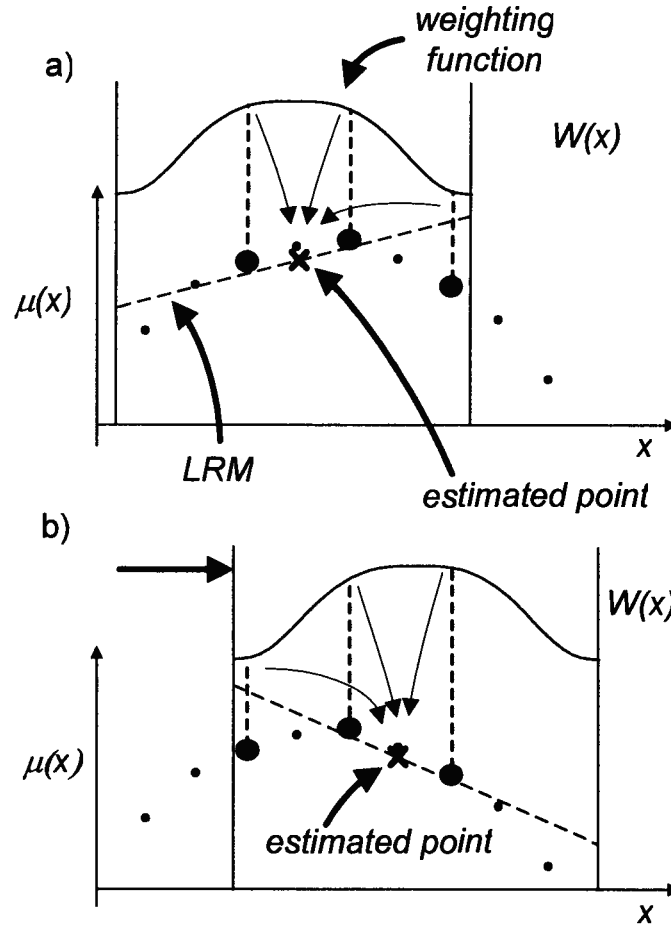 weighting
function
a)
W(x)
μ(x)
x
LRM
estimated point
b)
W(x)
μ(x)
estimated point
x